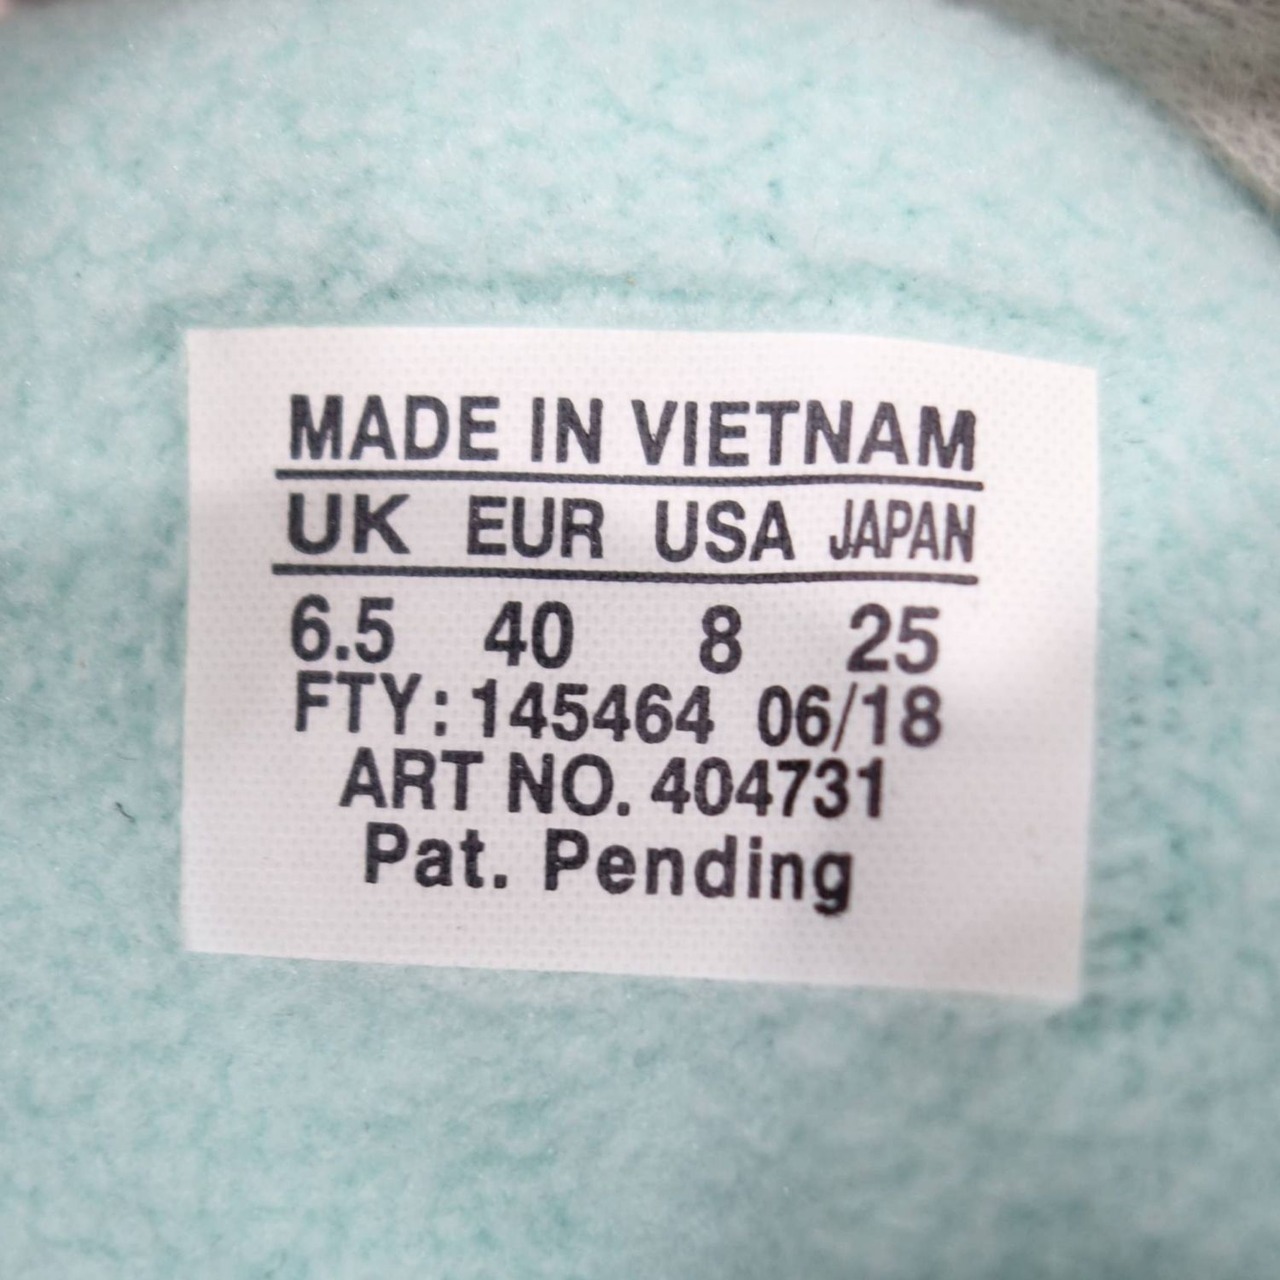 MADE IN VIETNAM
UK EUR USA JAPAN
6.5 40 8 25
FTY: 145464 06/18
ART NO. 404731
Pat. Pending